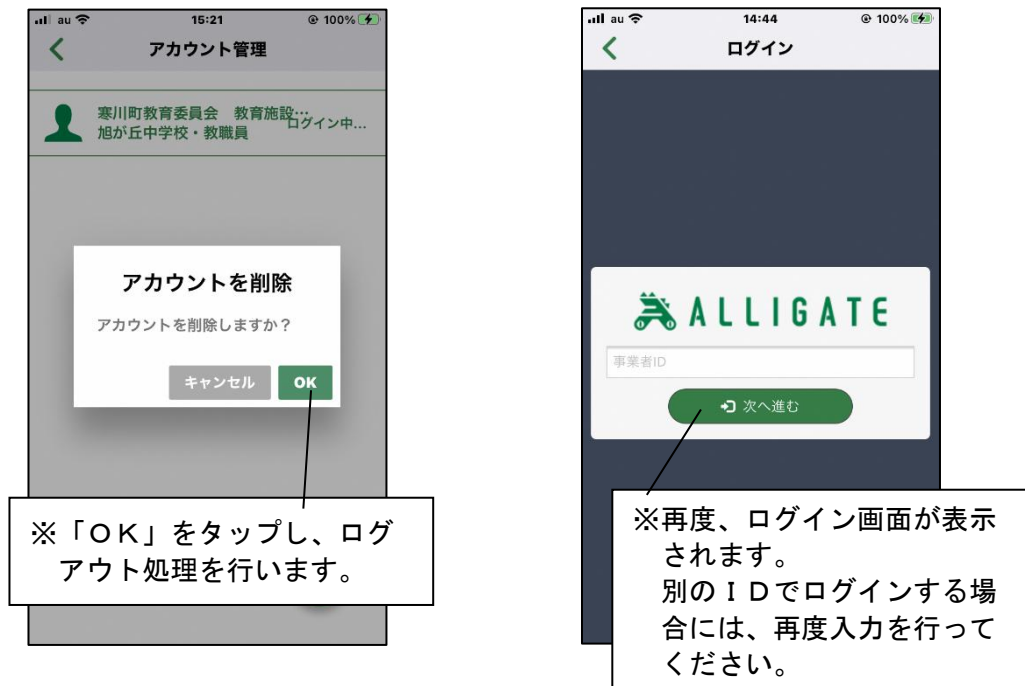 au 15:21 100%
アカウント管理
寒川町教育委員会　教育施設…
ログイン中…
旭が丘中学校・教職員
アカウントを削除
アカウントを削除しますか？
キャンセル OK
※「ＯＫ」をタップし、ログ
アウト処理を行います。
au 14:44 100%
ログイン
ALLIGATE
事業者ID
次へ進む
※再度、ログイン画面が表示
されます。
別のＩＤでログインする場
合には、再度入力を行って
ください。